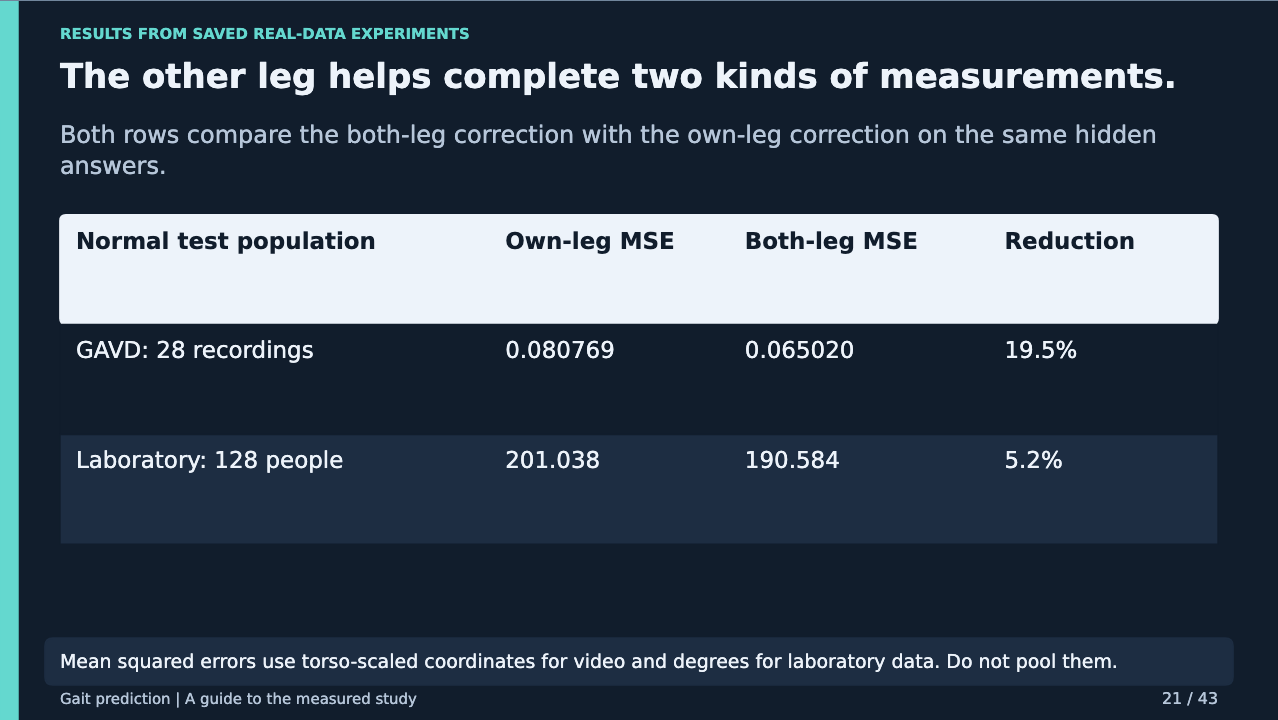 RESULTS FROM SAVED REAL-DATA EXPERIMENTS
The other leg helps complete two kinds of measurements.
Both rows compare the both-leg correction with the own-leg correction on the same hidden
answers.
Normal test population Own-leg MSE Both-leg MSE Reduction
GAVD: 28 recordings 0.080769 0.065020 19.5%
Laboratory: 128 people 201.038 190.584 5.2%
Mean squared errors use torso-scaled coordinates for video and degrees for laboratory data. Do not pool them.
Gait prediction | A guide to the measured study 21 / 43